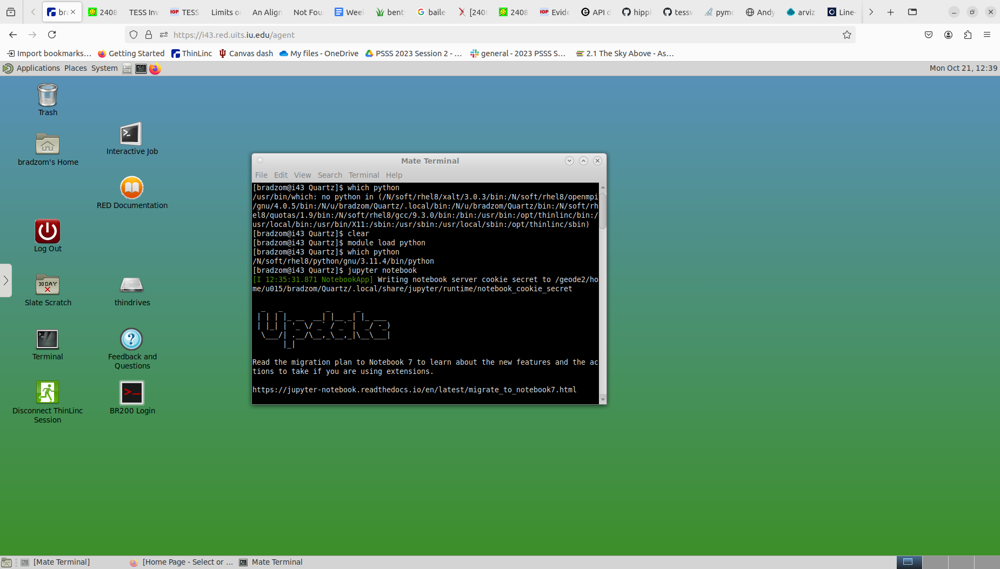 bra
2408
TESS Inv
IOP TESS
Limits o
An Align
Not Fou
Wee
bent
baile
[240
2408
IOP Evide
API d
hippl
tessv
pymc
Andy
arviz
Line-
https://i43.red.uits.iu.edu/agent
Import bookmarks...
Getting Started
ThinLinc
Canvas dash
My files - OneDrive
PSSS 2023 Session 2 - ...
general - 2023 PSSS S...
2.1 The Sky Above - As...
Applications Places System
Mon Oct 21, 12:39
Trash
bradzom's Home
Interactive Job
RED Documentation
Log Out
30 DAY
Slate Scratch
thindrives
Terminal
Feedback and
Questions
Disconnect ThinLinc
Session
BR200 Login
Mate Terminal
File Edit View Search Terminal Help
[bradzom@i43 Quartz]$ which python
/usr/bin/which: no python in (/N/soft/rhel8/xalt/3.0.3/bin:/N/soft/rhel8/openmpi
/gnu/4.0.5/bin:/N/u/bradzom/Quartz/.local/bin:/N/u/bradzom/Quartz/bin:/N/soft/rh
el8/quotas/1.9/bin:/N/soft/rhel8/gcc/9.3.0/bin:/bin:/usr/bin:/opt/thinlinc/bin:/
usr/local/bin:/usr/bin/X11:/sbin:/usr/sbin:/usr/local/sbin:/opt/thinlinc/sbin)
[bradzom@i43 Quartz]$ clear
[bradzom@i43 Quartz]$ module load python
[bradzom@i43 Quartz]$ which python
/N/soft/rhel8/python/gnu/3.11.4/bin/python
[bradzom@i43 Quartz]$ jupyter notebook
[I 12:35:31.871 NotebookApp] Writing notebook server cookie secret to /geode2/ho
me/u015/bradzom/Quartz/.local/share/jupyter/runtime/notebook_cookie_secret
Update
Read the migration plan to Notebook 7 to learn about the new features and the ac
tions to take if you are using extensions.
https://jupyter-notebook.readthedocs.io/en/latest/migrate_to_notebook7.html
[Mate Terminal]
[Home Page - Select or ...
Mate Terminal